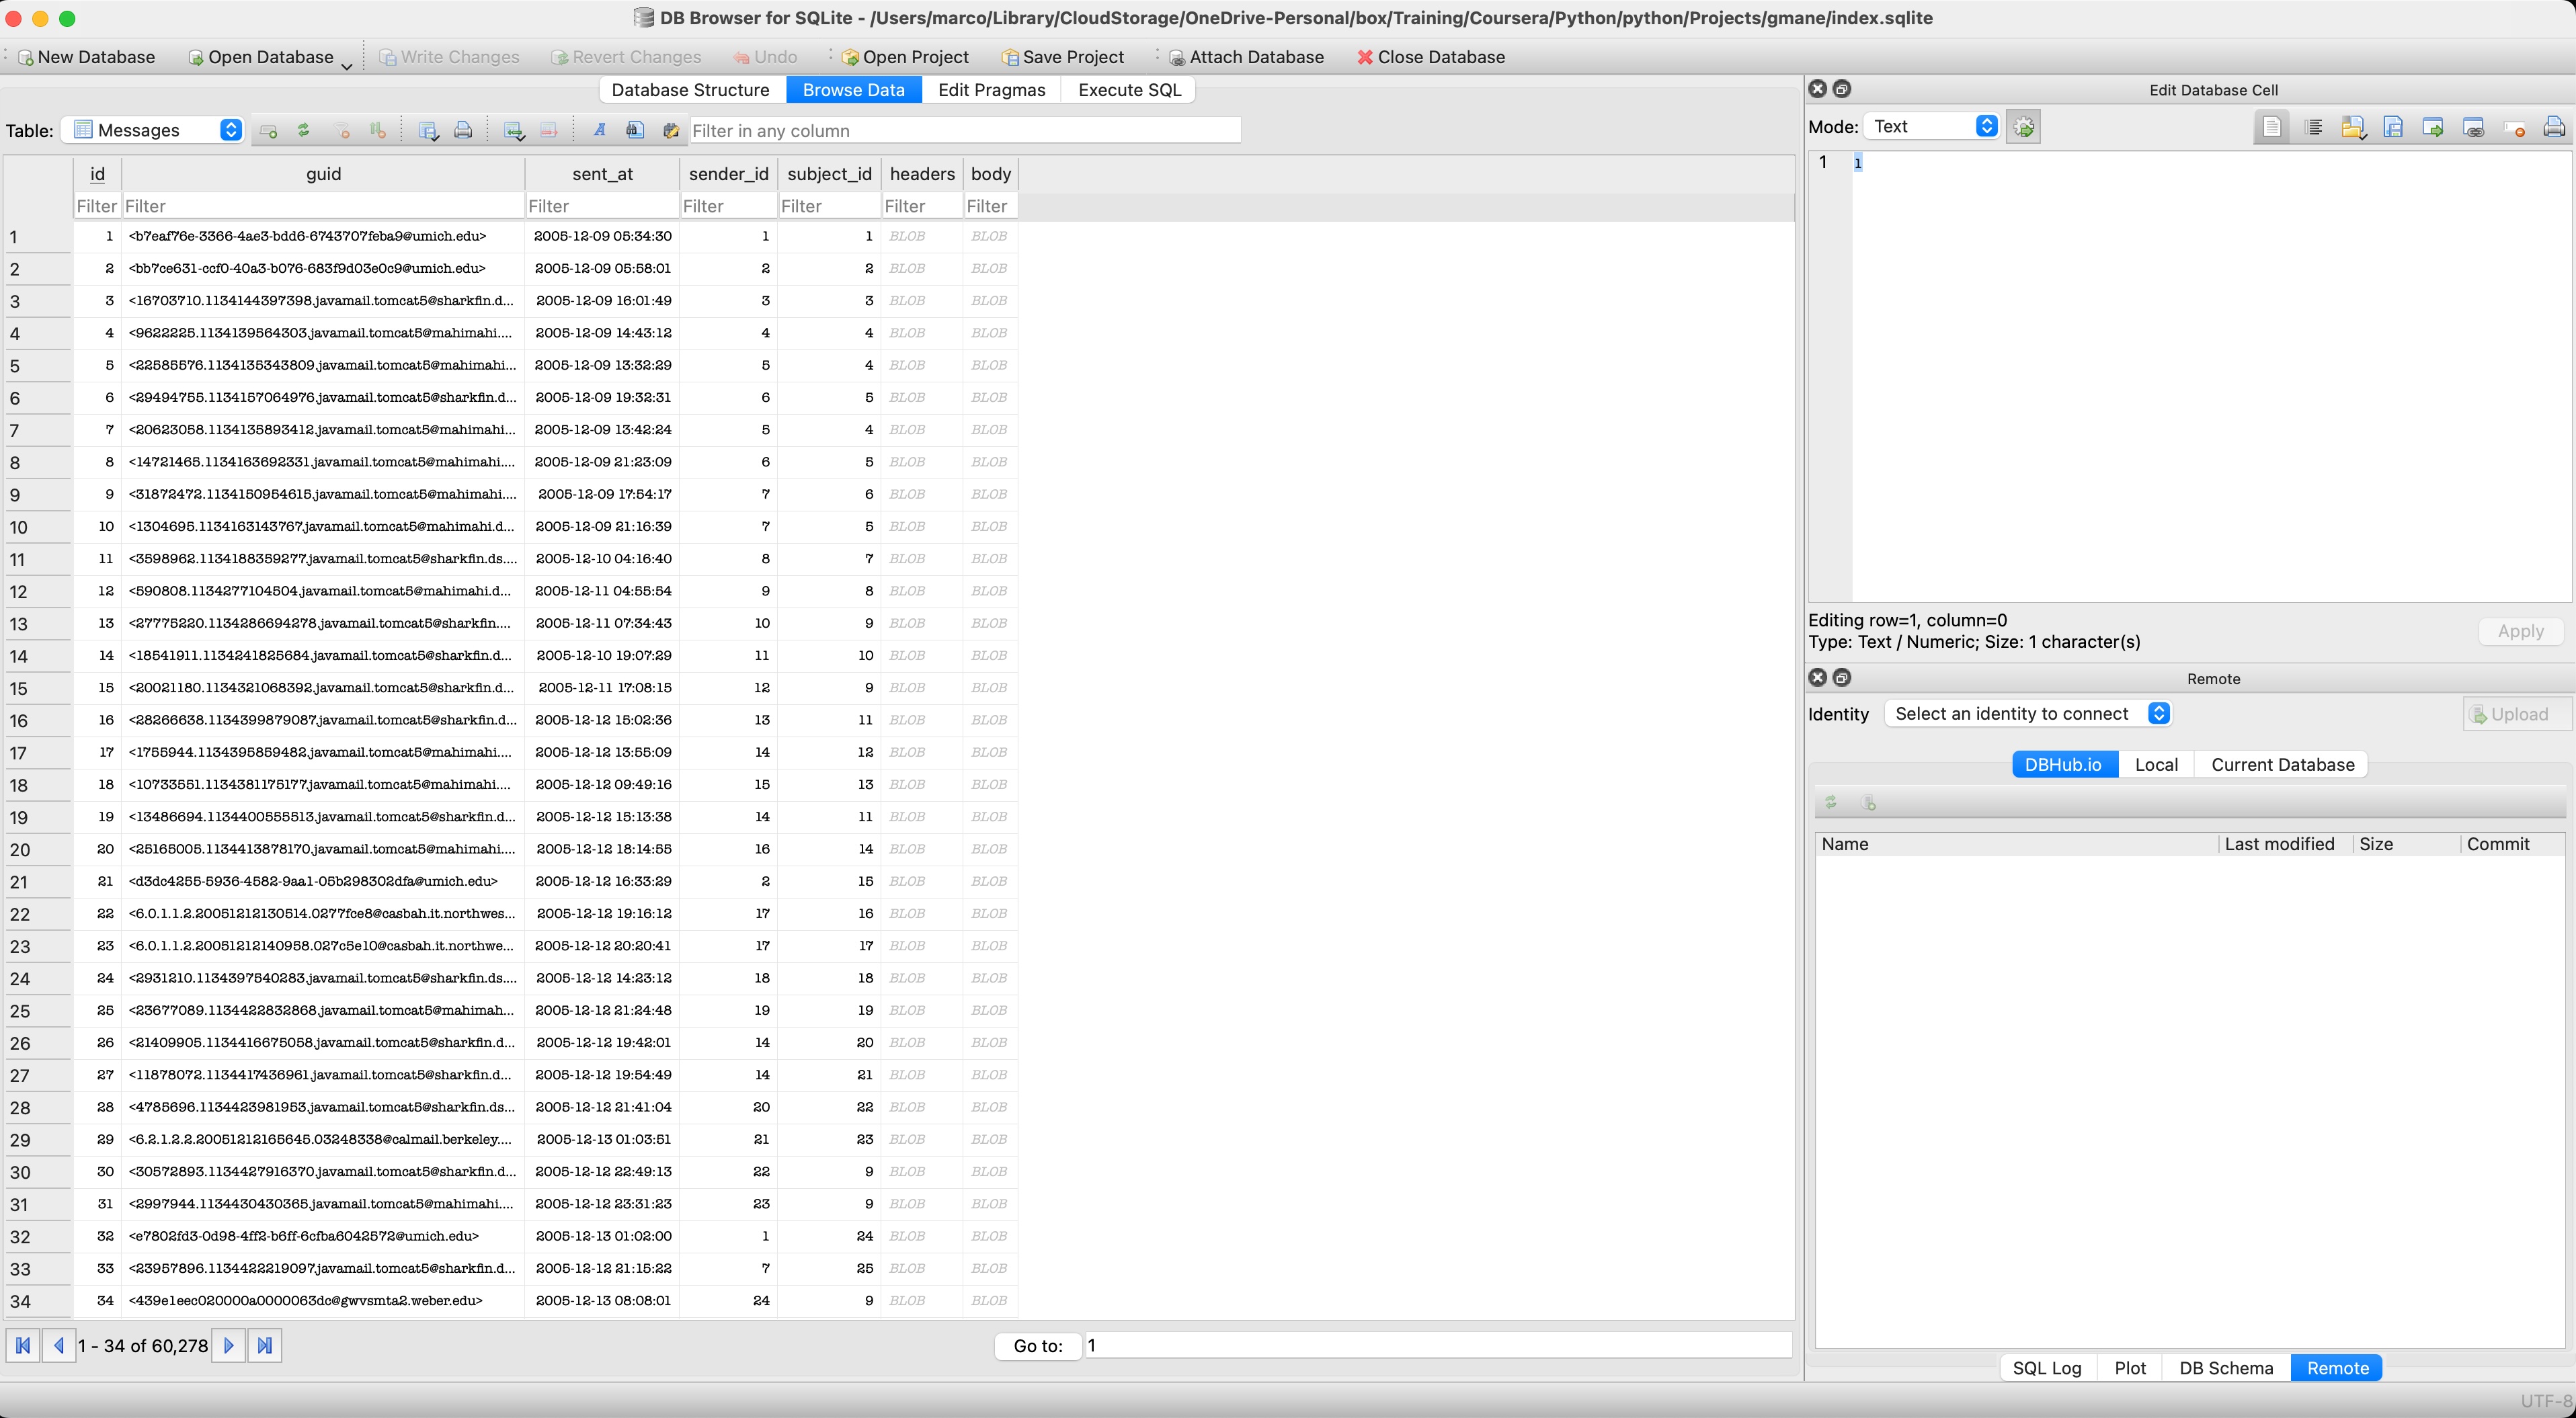 DB Browser for SQLite - /Users/marco/Library/CloudStorage/OneDrive-Personal/box/Training/Coursera/Python/python/Projects/gmane/index.sqlite
New Database Open Database Write Changes Revert Changes Undo Open Project Save Project Attach Database Close Database
Database Structure Browse Data Edit Pragmas Execute SQL
Table: Messages Filter in any column
id guid sent_at sender_id subject_id headers body
Filter Filter Filter Filter Filter Filter Filter
1 1 <b7eaf76e-3366-4ae3-bdd6-6743707feba9@umich.edu> 2005-12-09 05:34:30 1 1 BLOB BLOB
2 2 <bb7ce631-ccf0-40a3-b076-683f9d03e0c9@umich.edu> 2005-12-09 05:58:01 2 2 BLOB BLOB
3 3 <16703710.1134144397398.javamail.tomcat5@sharkfin.d... 2005-12-09 16:01:49 3 3 BLOB BLOB
4 4 <9622225.1134139564303.javamail.tomcat5@mahimahi.... 2005-12-09 14:43:12 4 4 BLOB BLOB
5 5 <22585576.1134135343809.javamail.tomcat5@mahimahi... 2005-12-09 13:32:29 5 4 BLOB BLOB
6 6 <29494755.1134157064976.javamail.tomcat5@sharkfin.d... 2005-12-09 19:32:31 6 5 BLOB BLOB
7 7 <20623058.1134135893412.javamail.tomcat5@mahimahi... 2005-12-09 13:42:24 5 4 BLOB BLOB
8 8 <14721465.1134163692331.javamail.tomcat5@mahimahi.... 2005-12-09 21:23:09 6 5 BLOB BLOB
9 9 <31872472.1134150954615.javamail.tomcat5@mahimahi.... 2005-12-09 17:54:17 7 6 BLOB BLOB
10 10 <1304695.1134163143767.javamail.tomcat5@mahimahi.d... 2005-12-09 21:16:39 7 5 BLOB BLOB
11 11 <3598962.1134188359277.javamail.tomcat5@sharkfin.ds.... 2005-12-10 04:16:40 8 7 BLOB BLOB
12 12 <590808.1134277104504.javamail.tomcat5@mahimahi.d... 2005-12-11 04:55:54 9 8 BLOB BLOB
13 13 <27775220.1134286694278.javamail.tomcat5@sharkfin.... 2005-12-11 07:34:43 10 9 BLOB BLOB
14 14 <18541911.1134241825684.javamail.tomcat5@sharkfin.d... 2005-12-10 19:07:29 11 10 BLOB BLOB
15 15 <20021180.1134321068392.javamail.tomcat5@sharkfin.d... 2005-12-11 17:08:15 12 9 BLOB BLOB
16 16 <28266638.1134399879087.javamail.tomcat5@sharkfin.d... 2005-12-12 15:02:36 13 11 BLOB BLOB
17 17 <1755944.1134395859482.javamail.tomcat5@mahimahi.... 2005-12-12 13:55:09 14 12 BLOB BLOB
18 18 <10733551.1134381175177.javamail.tomcat5@mahimahi.... 2005-12-12 09:49:16 15 13 BLOB BLOB
19 19 <13486694.1134400555513.javamail.tomcat5@sharkfin.d... 2005-12-12 15:13:38 14 11 BLOB BLOB
20 20 <25165005.1134413878170.javamail.tomcat5@mahimahi.... 2005-12-12 18:14:55 16 14 BLOB BLOB
21 21 <d3dc4255-5936-4582-9aa1-05b298302dfa@umich.edu> 2005-12-12 16:33:29 2 15 BLOB BLOB
22 22 <6.0.1.1.2.20051212130514.0277fce8@casbah.it.northwes... 2005-12-12 19:16:12 17 16 BLOB BLOB
23 23 <6.0.1.1.2.20051212140958.027c5e10@casbah.it.northwe... 2005-12-12 20:20:41 17 17 BLOB BLOB
24 24 <2931210.1134397540283.javamail.tomcat5@sharkfin.ds.... 2005-12-12 14:23:12 18 18 BLOB BLOB
25 25 <23677089.1134422832868.javamail.tomcat5@mahimah... 2005-12-12 21:24:48 19 19 BLOB BLOB
26 26 <21409905.1134416675058.javamail.tomcat5@sharkfin.d... 2005-12-12 19:42:01 14 20 BLOB BLOB
27 27 <11878072.1134417436961.javamail.tomcat5@sharkfin.d... 2005-12-12 19:54:49 14 21 BLOB BLOB
28 28 <4785696.1134423981953.javamail.tomcat5@sharkfin.ds... 2005-12-12 21:41:04 20 22 BLOB BLOB
29 29 <6.2.1.2.2.20051212165645.03248338@calmail.berkeley.... 2005-12-13 01:03:51 21 23 BLOB BLOB
30 30 <30572893.1134427916370.javamail.tomcat5@sharkfin.d... 2005-12-12 22:49:13 22 9 BLOB BLOB
31 31 <2997944.1134430430365.javamail.tomcat5@mahimahi.... 2005-12-12 23:31:23 23 9 BLOB BLOB
32 32 <e7802fd3-0d98-4ff2-b6ff-6cfba6042572@umich.edu> 2005-12-13 01:02:00 1 24 BLOB BLOB
33 33 <23957896.1134422219097.javamail.tomcat5@sharkfin.d... 2005-12-12 21:15:22 7 25 BLOB BLOB
34 34 <439e1eec020000a0000063dc@gwvsmta2.weber.edu> 2005-12-13 08:08:01 24 9 BLOB BLOB
1 - 34 of 60,278 Go to: 1
Edit Database Cell
Mode: Text
1 1
Editing row=1, column=0
Type: Text / Numeric; Size: 1 character(s)
Apply
Remote
Identity Select an identity to connect Upload
DBHub.io Local Current Database
Name Last modified Size Commit
SQL Log Plot DB Schema Remote
UTF-8